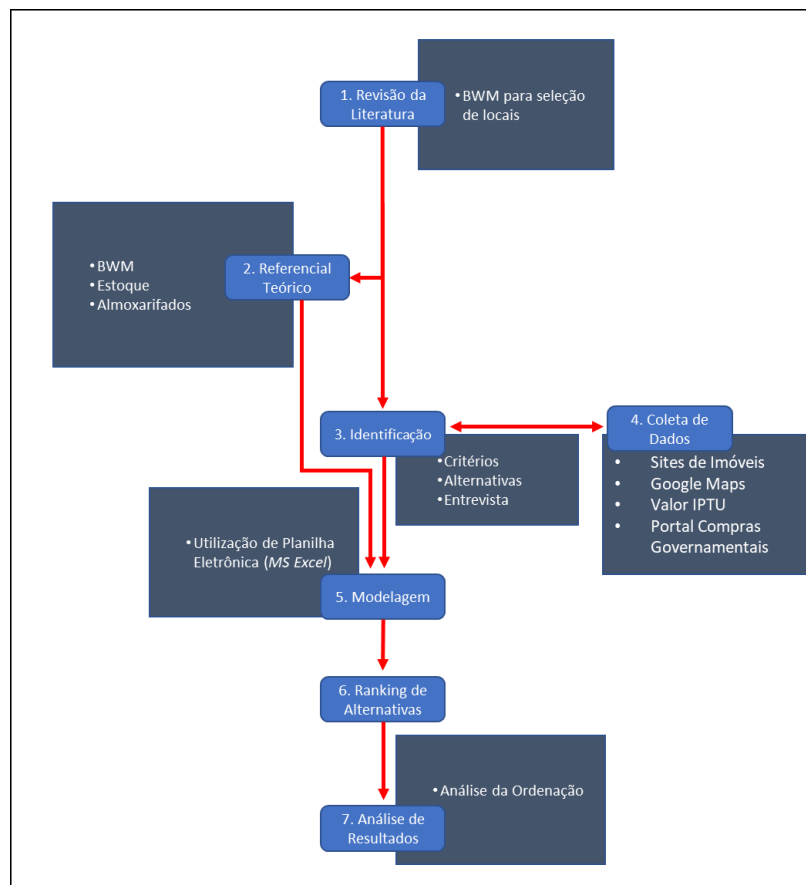 1. Revisão da
Literatura
• BWM para seleção
de locais
2. Referencial
Teórico
• BWM
• Estoque
• Almoxarifados
3. Identificação
• Critérios
• Alternativas
• Entrevista
4. Coleta de
Dados
• Sites de Imóveis
• Google Maps
• Valor IPTU
• Portal Compras
Governamentais
• Utilização de Planilha
Eletrônica (MS Excel)
5. Modelagem
6. Ranking de
Alternativas
• Análise da Ordenação
7. Análise de
Resultados